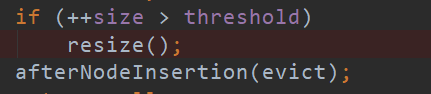 if (++size > threshold)
resize();
afterNodeInsertion(evict);